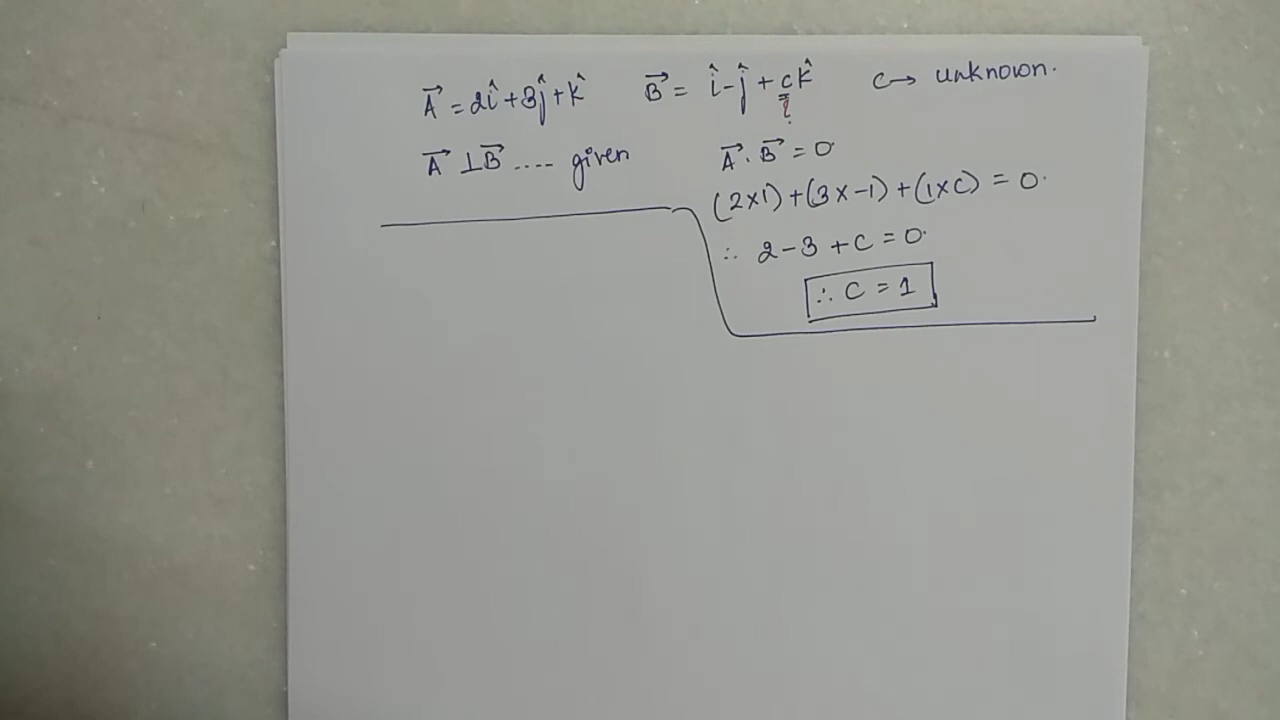 A⃗ = 2î + 3ĵ + k̂ B⃗ = î - ĵ + ck̂ c → unknown.
?
A⃗ ⊥ B⃗ .... given A⃗ . B⃗ = 0
(2×1) + (3×-1) + (1×c) = 0.
∴ 2 - 3 + c = 0
∴ c = 1